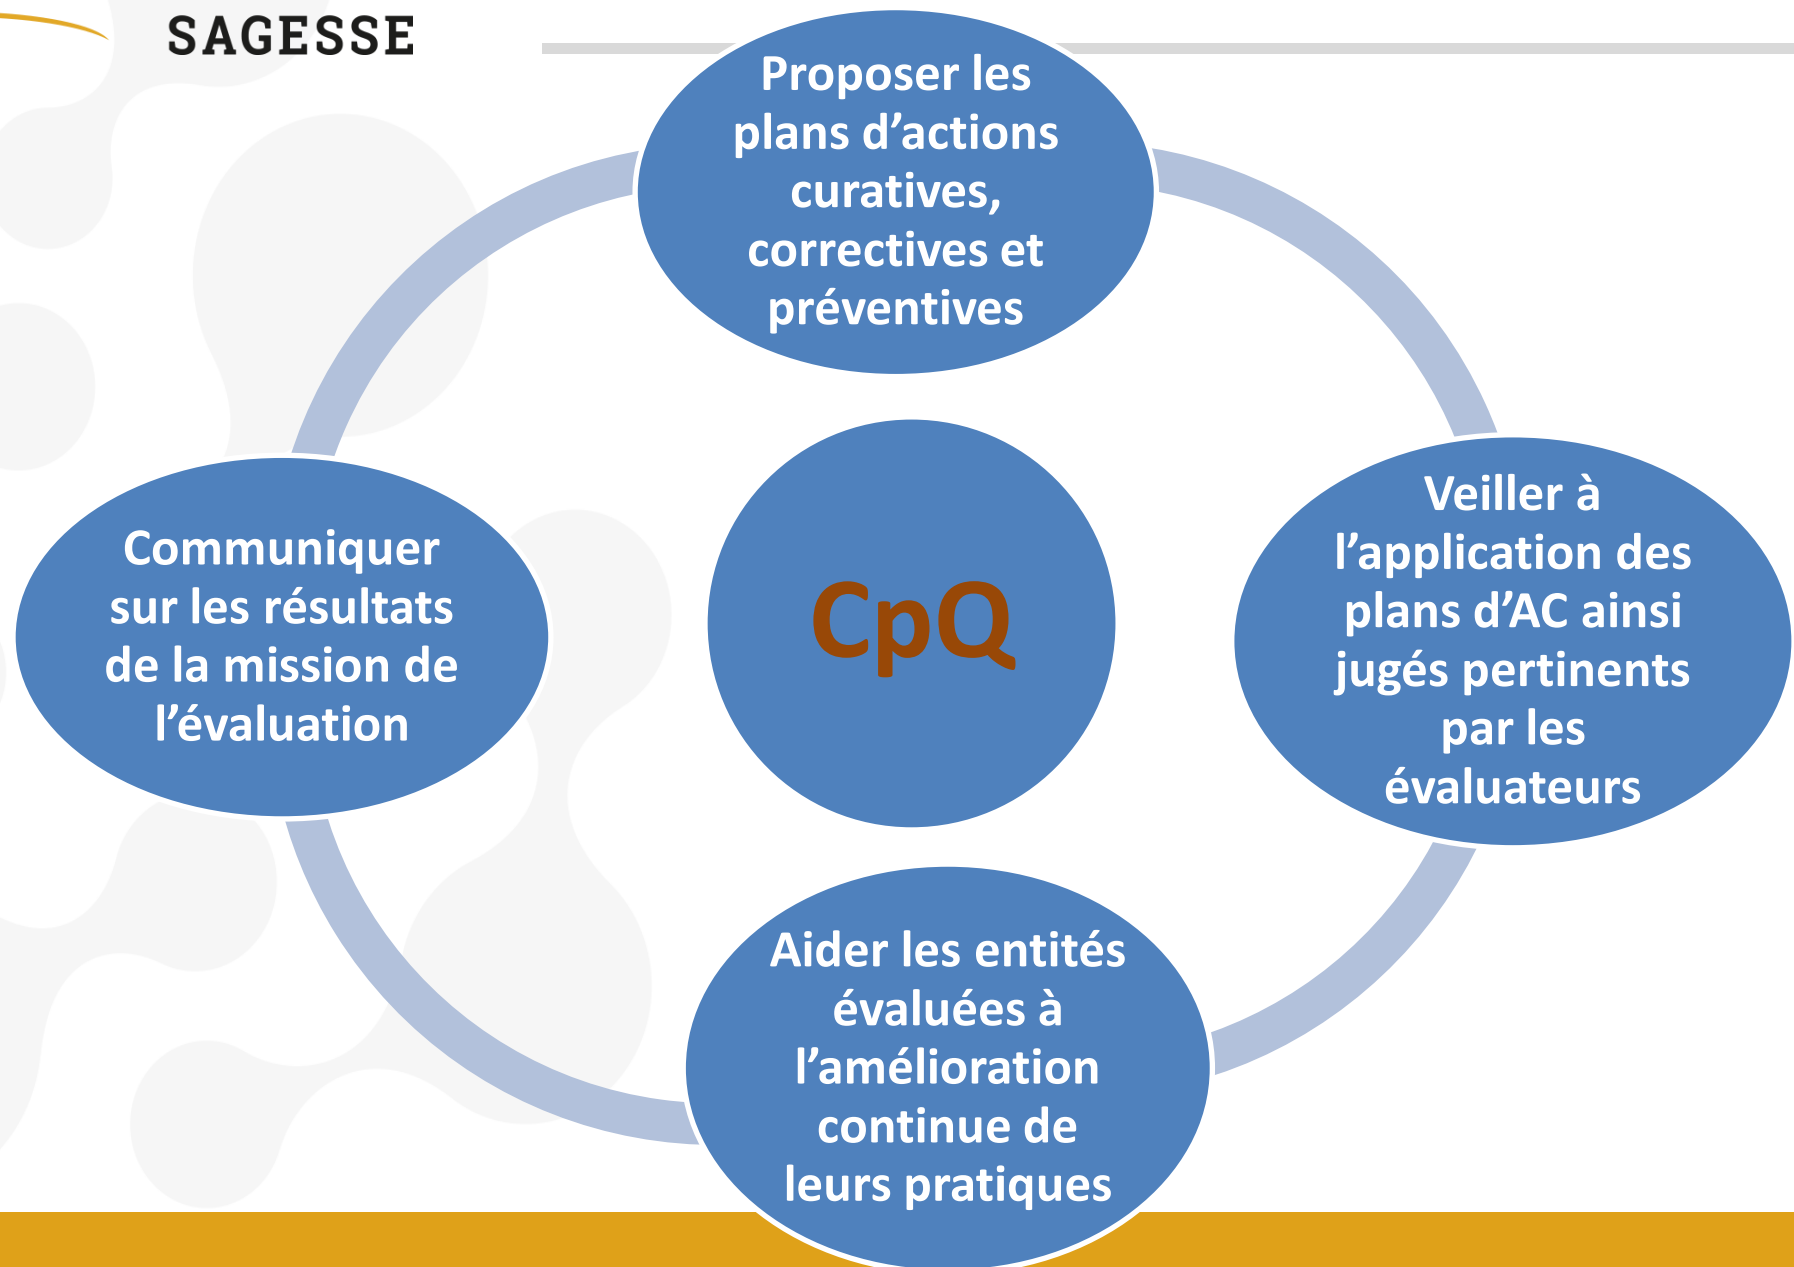 SAGESSE
Proposer les
plans d’actions
curatives,
correctives et
préventives
Communiquer
sur les résultats
de la mission de
l’évaluation
CpQ
Veiller à
l’application des
plans d’AC ainsi
jugés pertinents
par les
évaluateurs
Aider les entités
évaluées à
l’amélioration
continue de
leurs pratiques